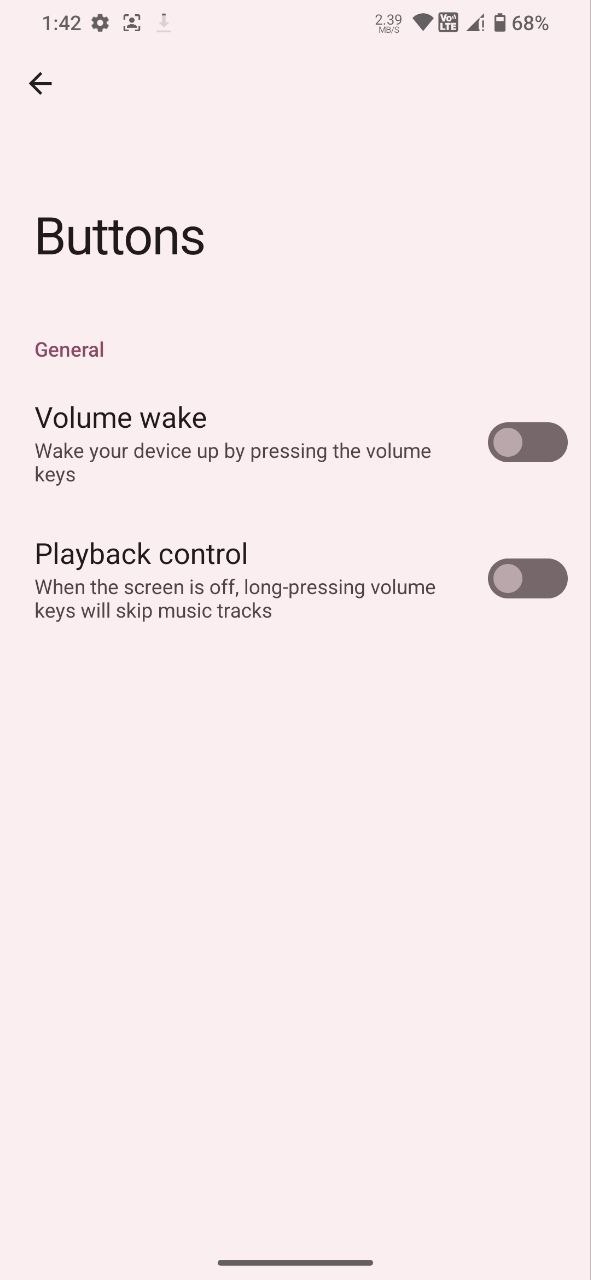 1:42 2.39 MB/S Vo LTE 68%
Buttons
General
Volume wake
Wake your device up by pressing the volume
keys
Playback control
When the screen is off, long-pressing volume
keys will skip music tracks